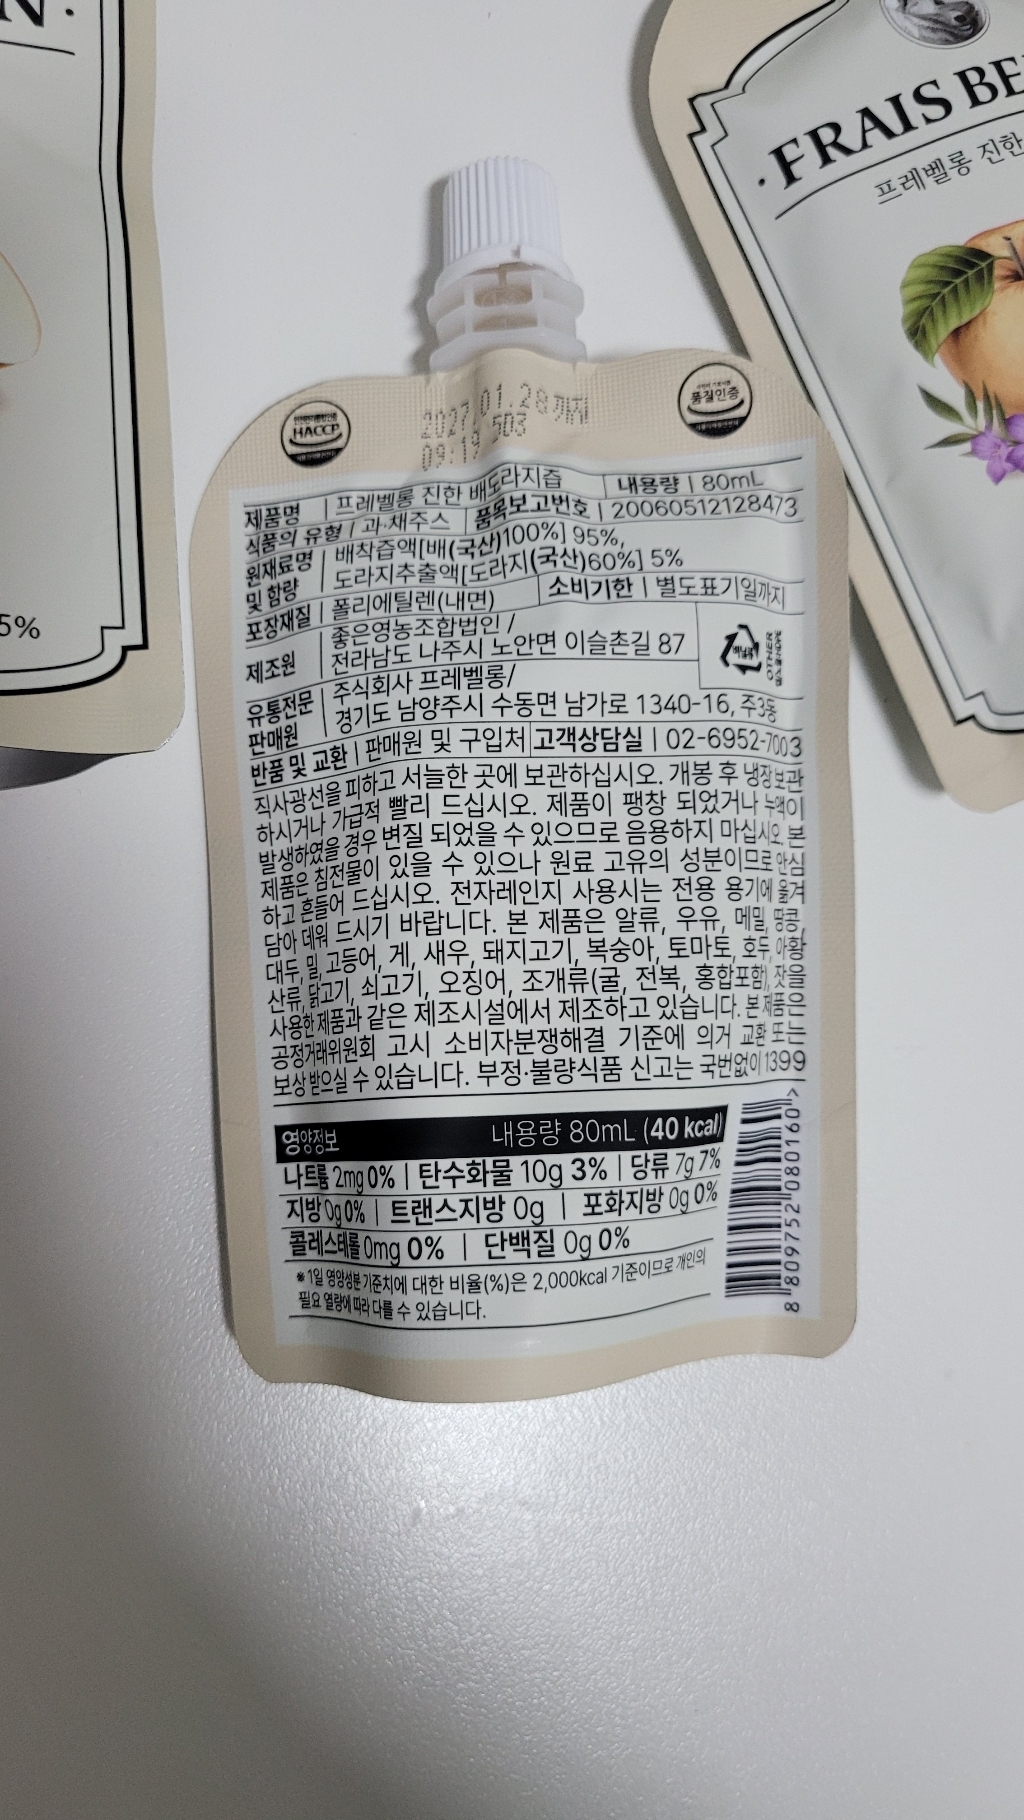 N·
5%
·FRAIS BE
프레벨롱 진한
HACCP
품질인증
2027.01.28까지
09:19 503
제품명 | 프레벨롱 진한 배도라지즙 | 내용량 | 80mL
식품의 유형 / 과·채주스 | 품목보고번호 | 20060512128473
원재료명 및 함량 | 배착즙액[배(국산)100%] 95%,
도라지추출액[도라지(국산)60%] 5%
포장재질 | 폴리에틸렌(내면) | 소비기한 | 별도표기일까지
제조원 | 좋은영농조합법인 /
전라남도 나주시 노안면 이슬촌길 87
OTHER
유통전문판매원 | 주식회사 프레벨롱/
경기도 남양주시 수동면 남가로 1340-16, 주3동
반품 및 교환 | 판매원 및 구입처 | 고객상담실 | 02-6952-7003
직사광선을 피하고 서늘한 곳에 보관하십시오. 개봉 후 냉장보관
하시거나 가급적 빨리 드십시오. 제품이 팽창 되었거나 누액이
발생하였을 경우 변질 되었을 수 있으므로 음용하지 마십시오. 본
제품은 침전물이 있을 수 있으나 원료 고유의 성분이므로 안심
하고 흔들어 드십시오. 전자레인지 사용시는 전용 용기에 옮겨
담아 데워 드시기 바랍니다. 본 제품은 알류, 우유, 메밀, 땅콩,
대두, 밀, 고등어, 게, 새우, 돼지고기, 복숭아, 토마토, 호두, 아황
산류, 닭고기, 쇠고기, 오징어, 조개류(굴, 전복, 홍합포함), 잣을
사용한 제품과 같은 제조시설에서 제조하고 있습니다. 본 제품은
공정거래위원회 고시 소비자분쟁해결 기준에 의거 교환 또는
보상 받으실 수 있습니다. 부정·불량식품 신고는 국번없이 1399
영양정보 내용량 80mL (40 kcal)
나트륨 2mg 0% | 탄수화물 10g 3% | 당류 7g 7%
지방 0g 0% | 트랜스지방 0g | 포화지방 0g 0%
콜레스테롤 0mg 0% | 단백질 0g 0%
※ 1일 영양성분 기준치에 대한 비율(%)은 2,000kcal 기준이므로 개인의
필요 열량에 따라 다를 수 있습니다.
8 809752 080160 >